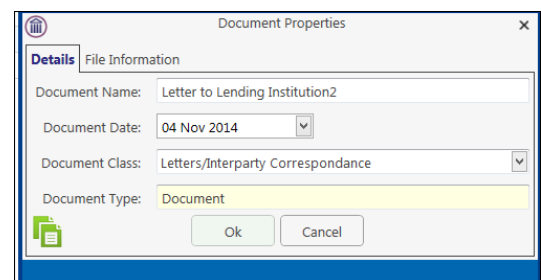 Document Properties
Details File Information
Document Name: Letter to Lending Institution2
Document Date: 04 Nov 2014
Document Class: Letters/Interparty Correspondance
Document Type: Document
Ok Cancel